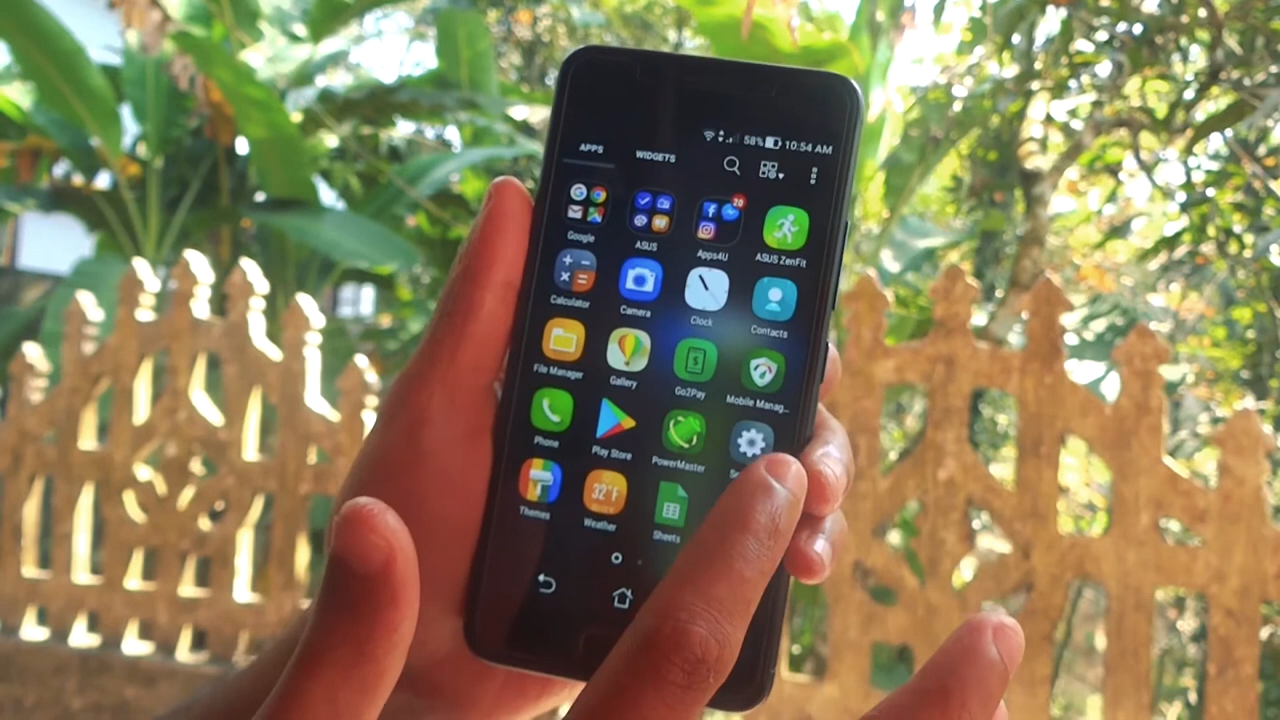 58% 10:54 AM
APPS WIDGETS
20
Google ASUS Apps4U ASUS ZenFit
Calculator Camera Clock Contacts
File Manager Gallery Go2Pay Mobile Manag...
Phone Play Store PowerMaster
32°F
Themes Weather Sheets